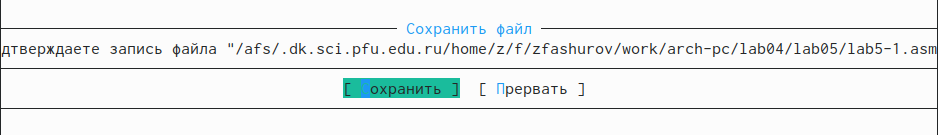 Сохранить файл
дтверждаете запись файла "/afs/.dk.sci.pfu.edu.ru/home/z/f/zfashurov/work/arch-pc/lab04/lab05/lab5-1.asm
[ Сохранить ] [ Прервать ]